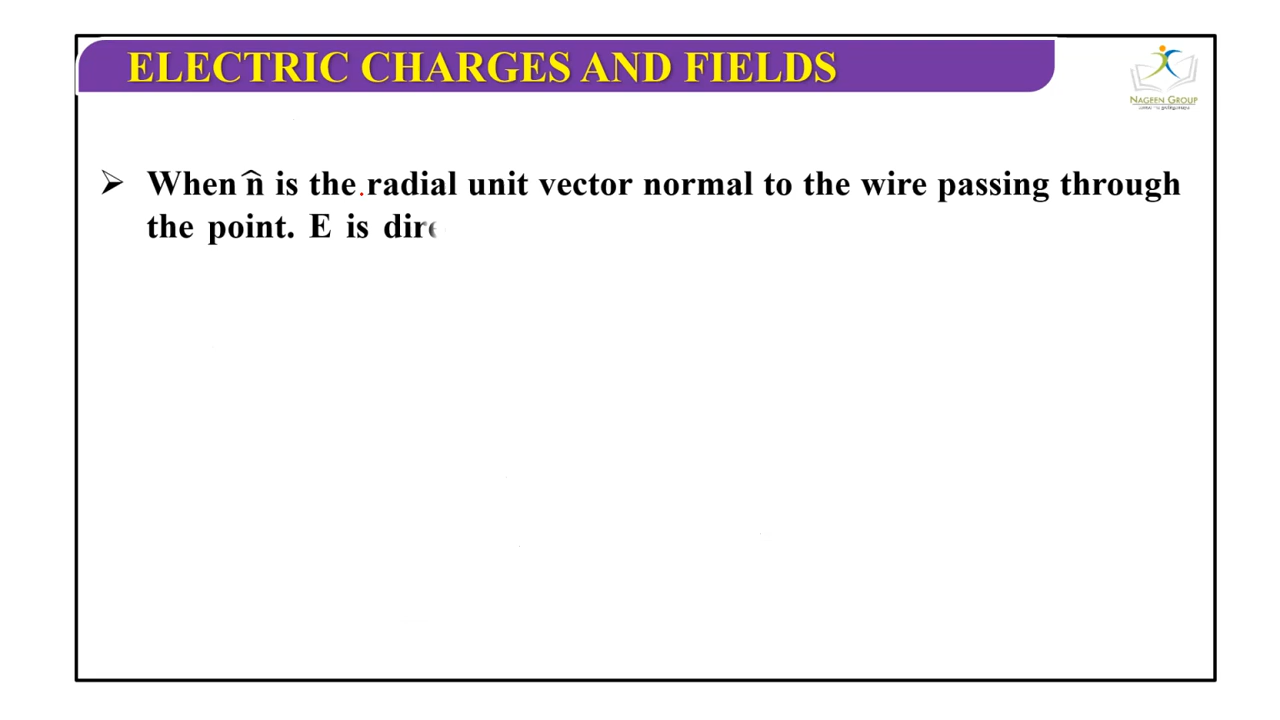 ELECTRIC CHARGES AND FIELDS
NAGEEN GROUP
➤ When n̂ is the radial unit vector normal to the wire passing through
the point. E is dire